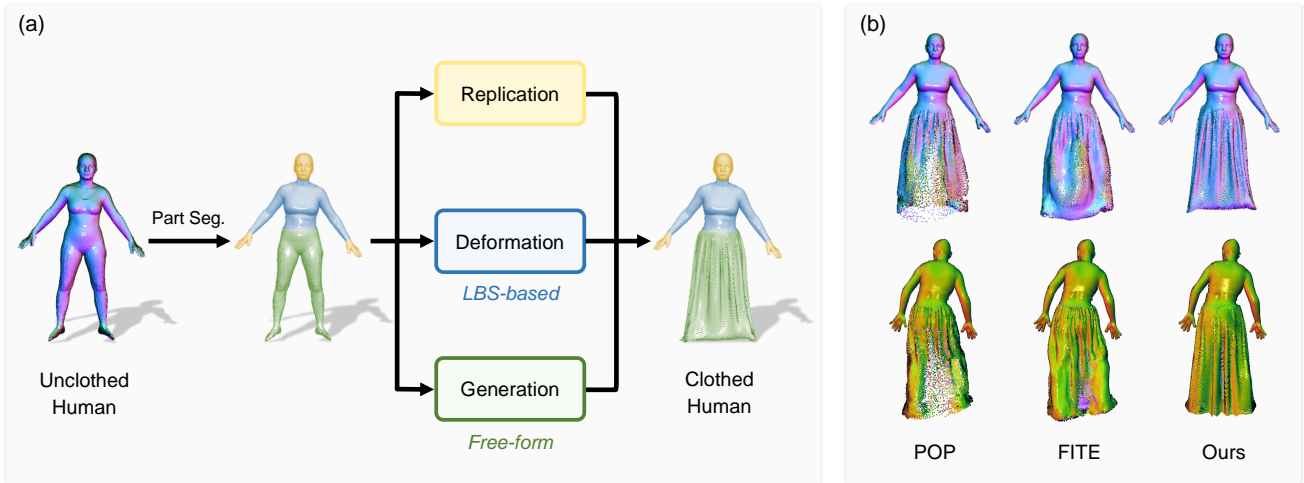 (a)
Replication
Part Seg.
Deformation
LBS-based
Generation
Free-form
Unclothed
Human
Clothed
Human
(b)
POP
FITE
Ours